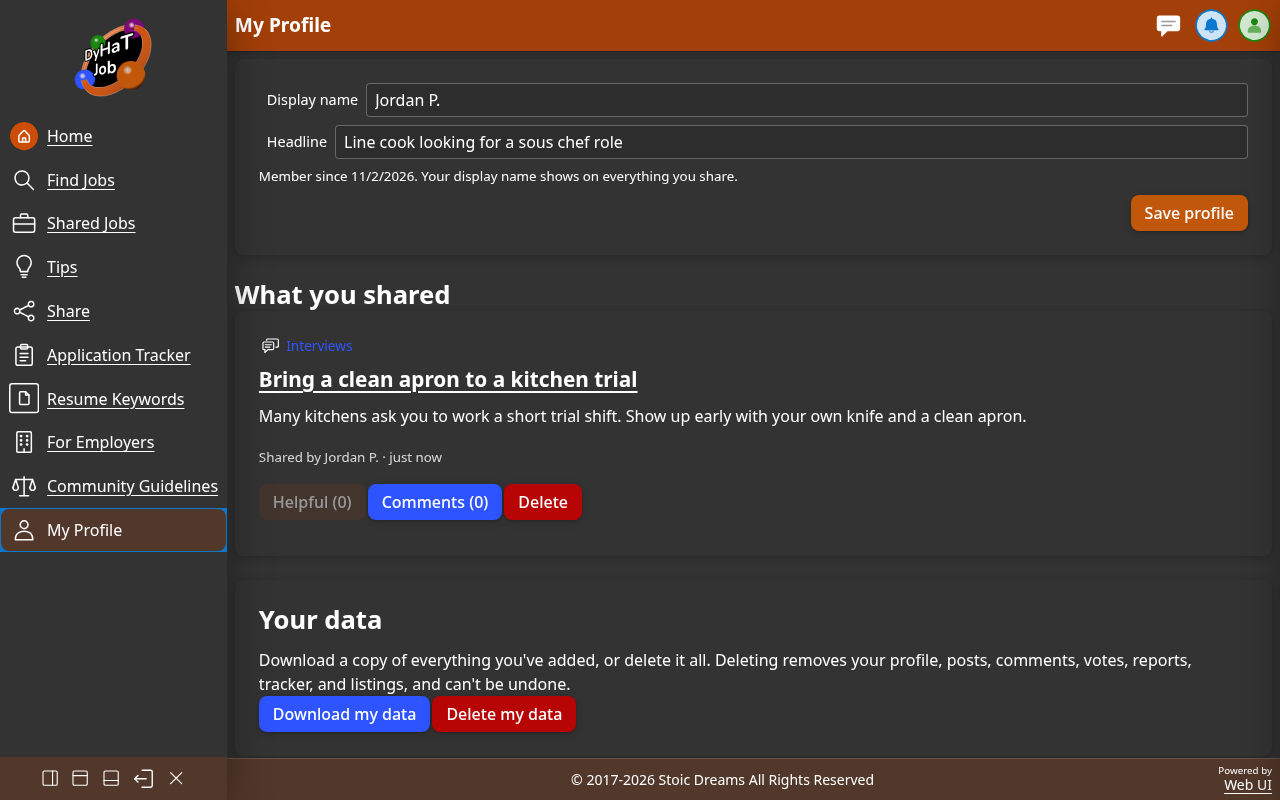 DyHaT
Job
My Profile
Home
Find Jobs
Shared Jobs
Tips
Share
Application Tracker
Resume Keywords
For Employers
Community Guidelines
My Profile
Display name
Jordan P.
Headline
Line cook looking for a sous chef role
Member since 11/2/2026. Your display name shows on everything you share.
Save profile
What you shared
Interviews
Bring a clean apron to a kitchen trial
Many kitchens ask you to work a short trial shift. Show up early with your own knife and a clean apron.
Shared by Jordan P. · just now
Helpful (0)
Comments (0)
Delete
Your data
Download a copy of everything you've added, or delete it all. Deleting removes your profile, posts, comments, votes, reports,
tracker, and listings, and can't be undone.
Download my data
Delete my data
© 2017-2026 Stoic Dreams All Rights Reserved
Powered by
Web UI